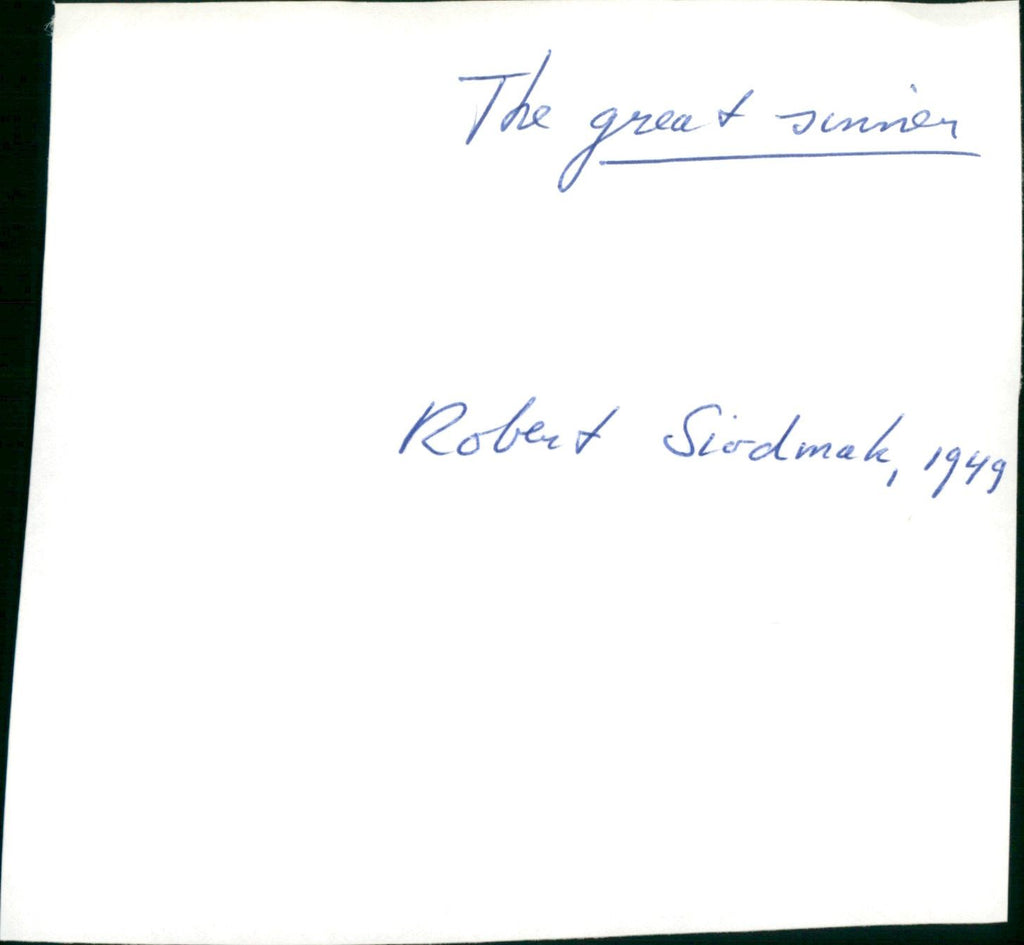 The great sinner
Robert Siodmak, 1949